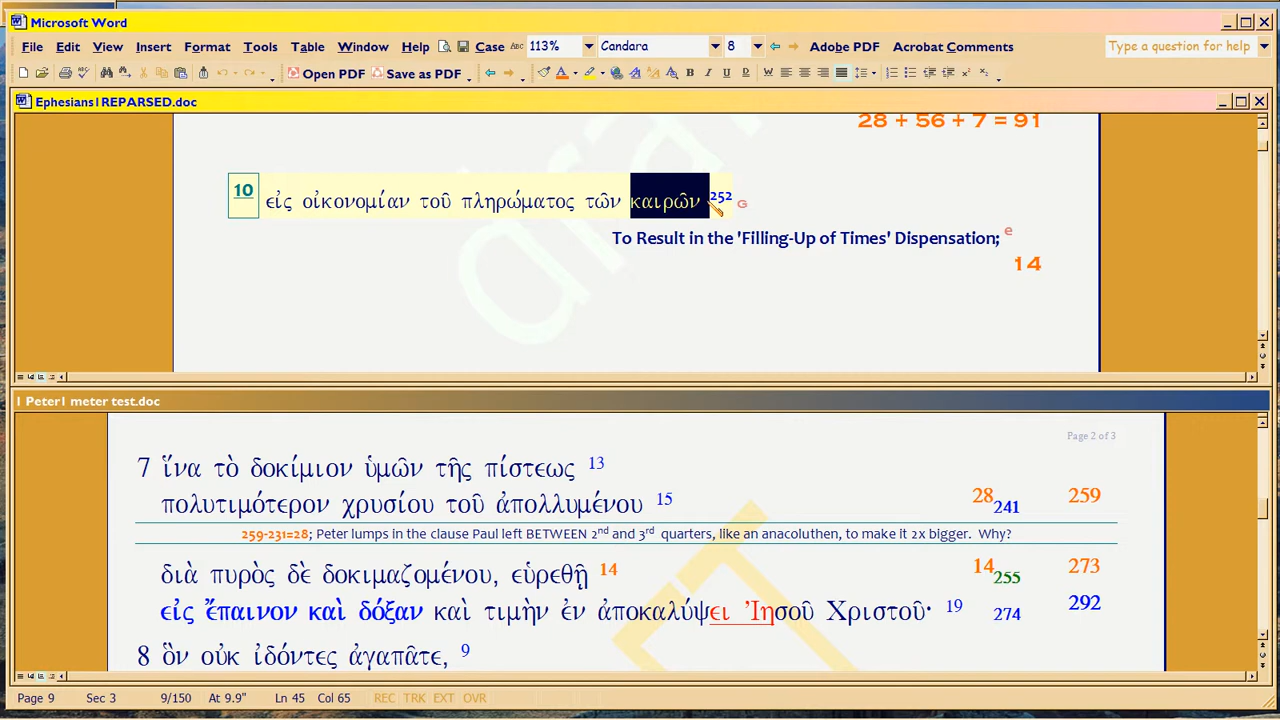 Microsoft Word
File Edit View Insert Format Tools Table Window Help Case 113% Candara 8 Adobe PDF Acrobat Comments Type a question for help
Open PDF Save as PDF
Ephesians1REPARSED.doc
28 + 56 + 7 = 91
10 εἰς οἰκονομίαν τοῦ πληρώματος τῶν καιρῶν 252 G
To Result in the 'Filling-Up of Times' Dispensation; e
14
1 Peter1 meter test.doc
Page 2 of 3
7 ἵνα τὸ δοκίμιον ὑμῶν τῆς πίστεως 13
πολυτιμότερον χρυσίου τοῦ ἀπολλυμένου 15 28 241 259
259-231=28; Peter lumps in the clause Paul left BETWEEN 2nd and 3rd quarters, like an anacoluthen, to make it 2x bigger. Why?
διὰ πυρὸς δὲ δοκιμαζομένου, εὑρεθῇ 14 14 255 273
εἰς ἔπαινον καὶ δόξαν καὶ τιμὴν ἐν ἀποκαλύψει Ἰησοῦ Χριστοῦ· 19 274 292
8 ὃν οὐκ ἰδόντες ἀγαπᾶτε, 9
Page 9 Sec 3 9/150 At 9.9" Ln 45 Col 65 REC TRK EXT OVR